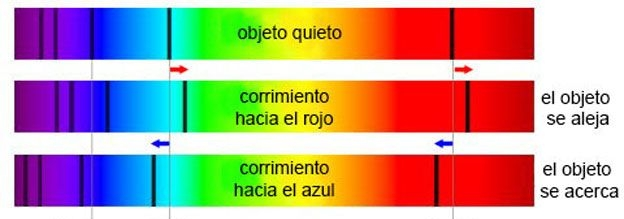 objeto quieto
corrimiento
hacia el rojo
el objeto
se aleja
corrimiento
hacia el azul
el objeto
se acerca